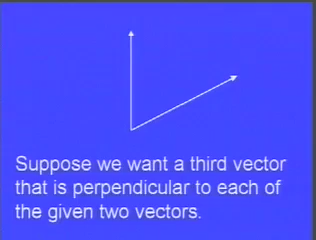 Suppose we want a third vector
that is perpendicular to each of
the given two vectors.